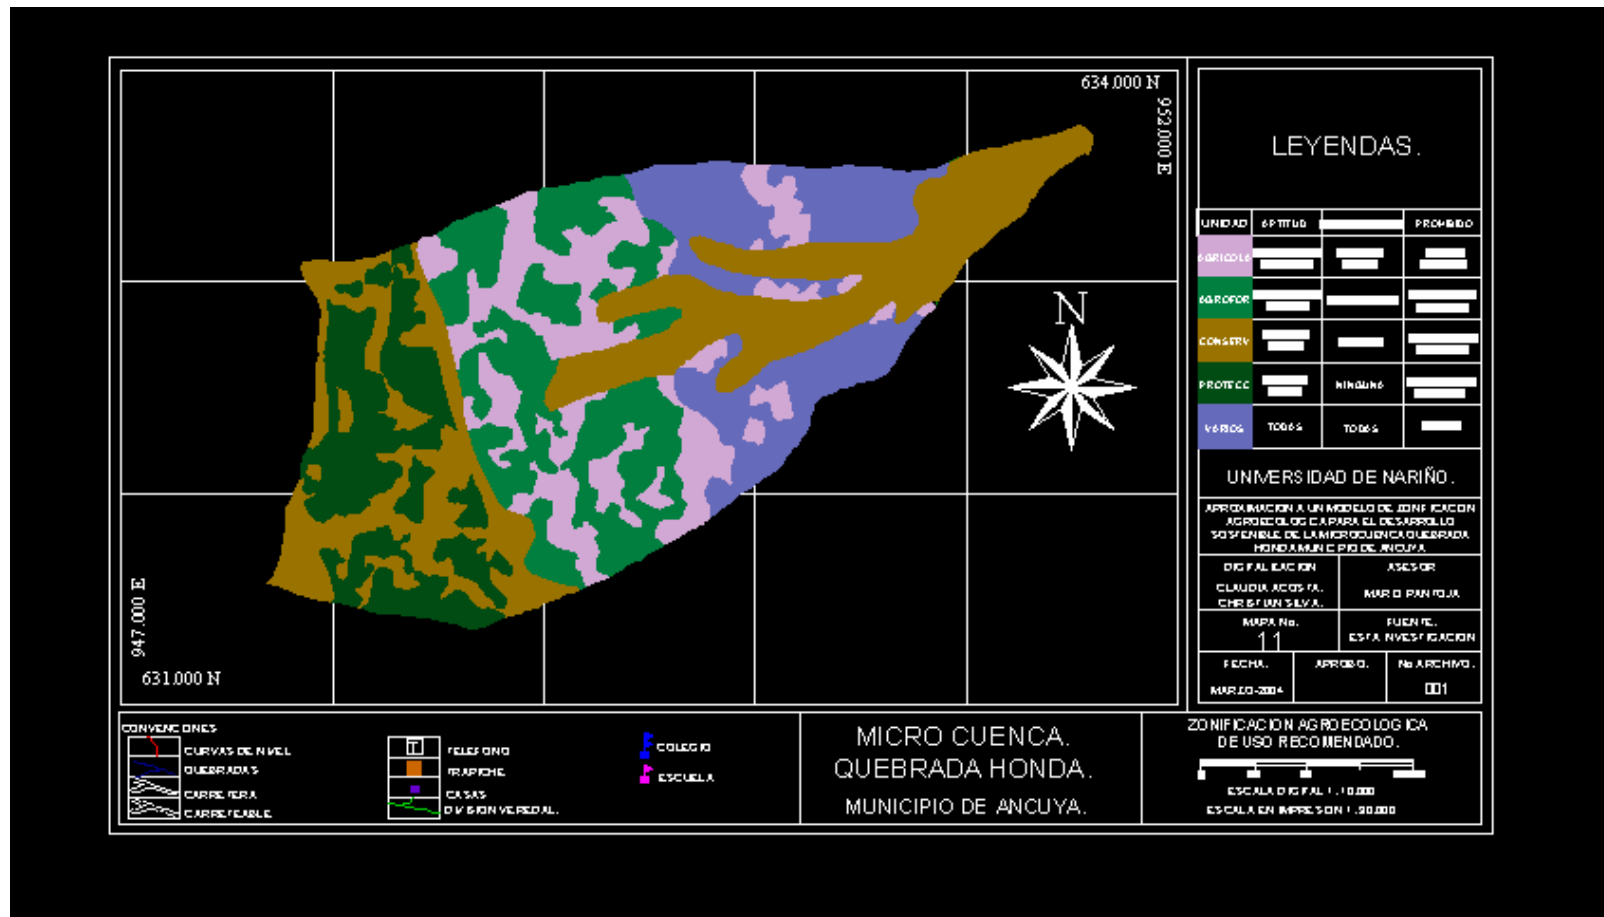 634.000 N
952.000 E
947.000 E
631.000 N
N
LEYENDAS.
UNIDAD APTITUD PROHIBIDO
AGRICOLA
AGROFOR
CONSERV
PROTECC NINGUNA
VARIOS TODAS TODAS
UNIVERSIDAD DE NARIÑO.
APROXIMACION A UN MODELO DE ZONIFICACION
AGROECOLOGICA PARA EL DESARROLLO
SOSTENIBLE DE LA MICROCUENCA QUEBRADA
HONDA MUNICIPIO DE ANCUYA
DIGITALIZACION
CLAUDIA ACOSTA.
CHRISTIAN SILVA.
ASESOR
MARIO PANTOJA
MAPA No.
11
FUENTE.
ESTA INVESTIGACION
FECHA.
MARZO-2004
APROBO.
No ARCHIVO.
001
CONVENCIONES
CURVAS DE NIVEL
QUEBRADAS
CARRETERA
CARRETEABLE
T
TELEFONO
TRAPICHE
CASAS
DIVISION VEREDAL.
COLEGIO
ESCUELA
MICRO CUENCA.
QUEBRADA HONDA.
MUNICIPIO DE ANCUYA.
ZONIFICACION AGROECOLOGICA
DE USO RECOMENDADO.
ESCALA DIGITAL 1:10.000
ESCALA EN IMPRESION 1:30.000